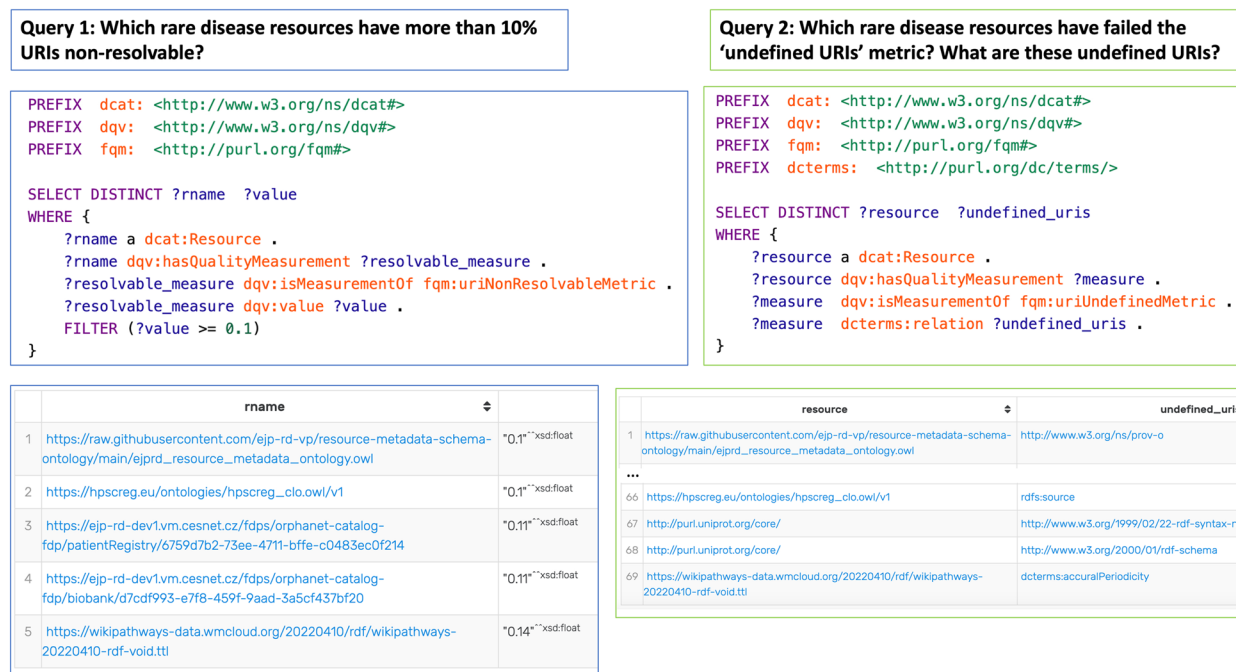 Query 1: Which rare disease resources have more than 10%
URIs non-resolvable?
PREFIX dcat: <http://www.w3.org/ns/dcat#>
PREFIX dqv: <http://www.w3.org/ns/dqv#>
PREFIX fqm: <http://purl.org/fqm#>
SELECT DISTINCT ?rname ?value
WHERE {
?rname a dcat:Resource .
?rname dqv:hasQualityMeasurement ?resolvable_measure .
?resolvable_measure dqv:isMeasurementOf fqm:uriNonResolvableMetric .
?resolvable_measure dqv:value ?value .
FILTER (?value >= 0.1)
}
rname
1 https://raw.githubusercontent.com/ejp-rd-vp/resource-metadata-schema- "0.1"^^xsd:float
ontology/main/ejprd_resource_metadata_ontology.owl
2 https://hpscreg.eu/ontologies/hpscreg_clo.owl/v1 "0.1"^^xsd:float
3 https://ejp-rd-dev1.vm.cesnet.cz/fdps/orphanet-catalog- "0.11"^^xsd:float
fdp/patientRegistry/6759d7b2-73ee-4711-bffe-c0483ec0f214
4 https://ejp-rd-dev1.vm.cesnet.cz/fdps/orphanet-catalog- "0.11"^^xsd:float
fdp/biobank/d7cdf993-e7f8-459f-9aad-3a5cf437bf20
5 https://wikipathways-data.wmcloud.org/20220410/rdf/wikipathways- "0.14"^^xsd:float
20220410-rdf-void.ttl
Query 2: Which rare disease resources have failed the
‘undefined URIs’ metric? What are these undefined URIs?
PREFIX dcat: <http://www.w3.org/ns/dcat#>
PREFIX dqv: <http://www.w3.org/ns/dqv#>
PREFIX fqm: <http://purl.org/fqm#>
PREFIX dcterms: <http://purl.org/dc/terms/>
SELECT DISTINCT ?resource ?undefined_uris
WHERE {
?resource a dcat:Resource .
?resource dqv:hasQualityMeasurement ?measure .
?measure dqv:isMeasurementOf fqm:uriUndefinedMetric .
?measure dcterms:relation ?undefined_uris .
}
resource undefined_uris
1 https://raw.githubusercontent.com/ejp-rd-vp/resource-metadata-schema- http://www.w3.org/ns/prov-o
ontology/main/ejprd_resource_metadata_ontology.owl
...
66 https://hpscreg.eu/ontologies/hpscreg_clo.owl/v1 rdfs:source
67 http://purl.uniprot.org/core/ http://www.w3.org/1999/02/22-rdf-syntax-n
68 http://purl.uniprot.org/core/ http://www.w3.org/2000/01/rdf-schema
69 https://wikipathways-data.wmcloud.org/20220410/rdf/wikipathways- dcterms:accuralPeriodicity
20220410-rdf-void.ttl